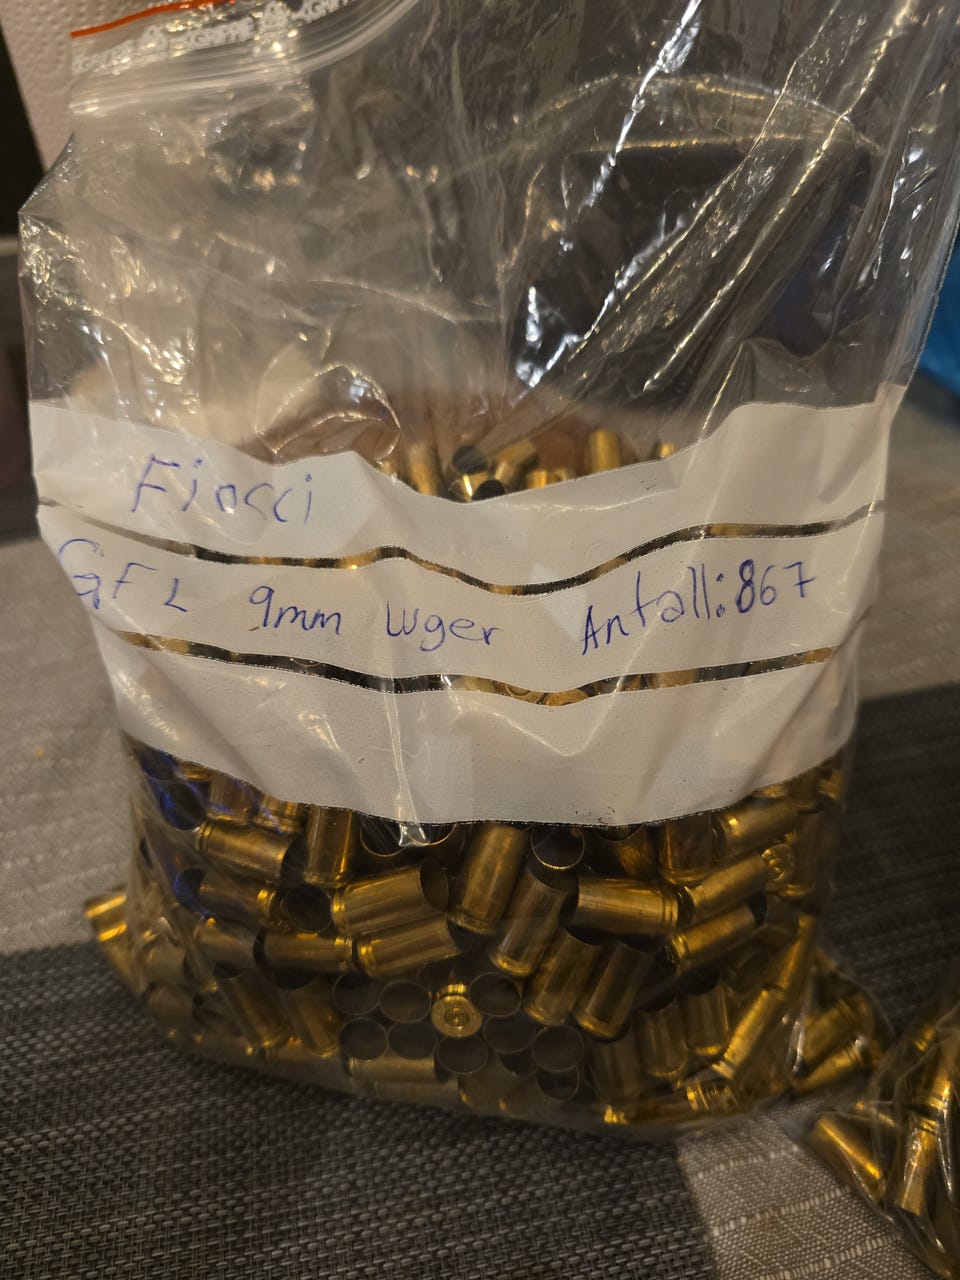 Fiocci
GFL 9mm Luger Antall: 867